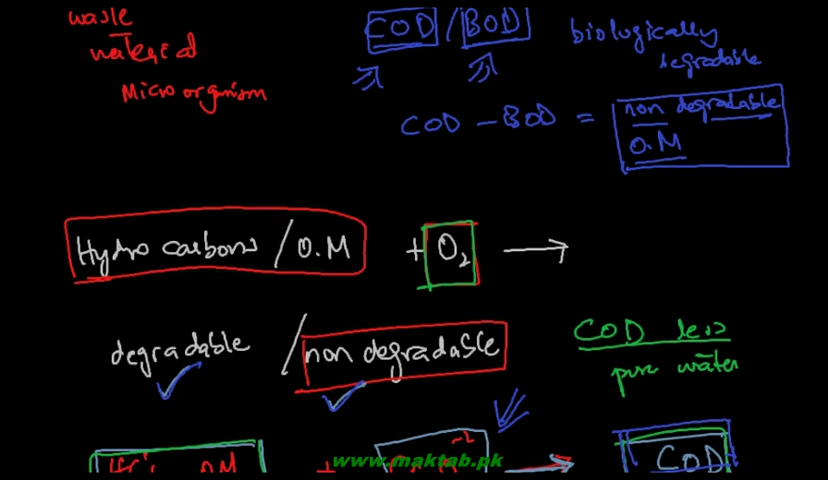 waste
material
Micro organism
COD / BOD
biologically
degradable
COD - BOD = non degradable
O.M
Hydro carbons / O.M + O₂ →
degradable / non degradable
COD less
pure water
www.maktab.pk
COD